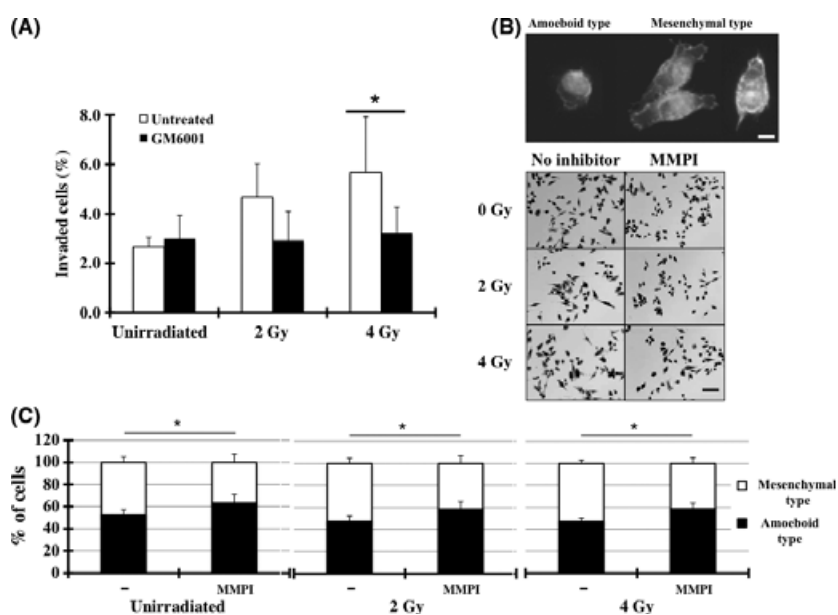 (A)
8.0
6.0
4.0
2.0
0.0
Invaded cells (%)
Untreated
GM6001
*
Unirradiated 2 Gy 4 Gy
(B)
Amoeboid type Mesenchymal type
No inhibitor MMPI
0 Gy
2 Gy
4 Gy
(C)
120
100
80
60
40
20
0
% of cells
* * *
– MMPI – MMPI – MMPI
Unirradiated 2 Gy 4 Gy
Mesenchymal
type
Amoeboid
type